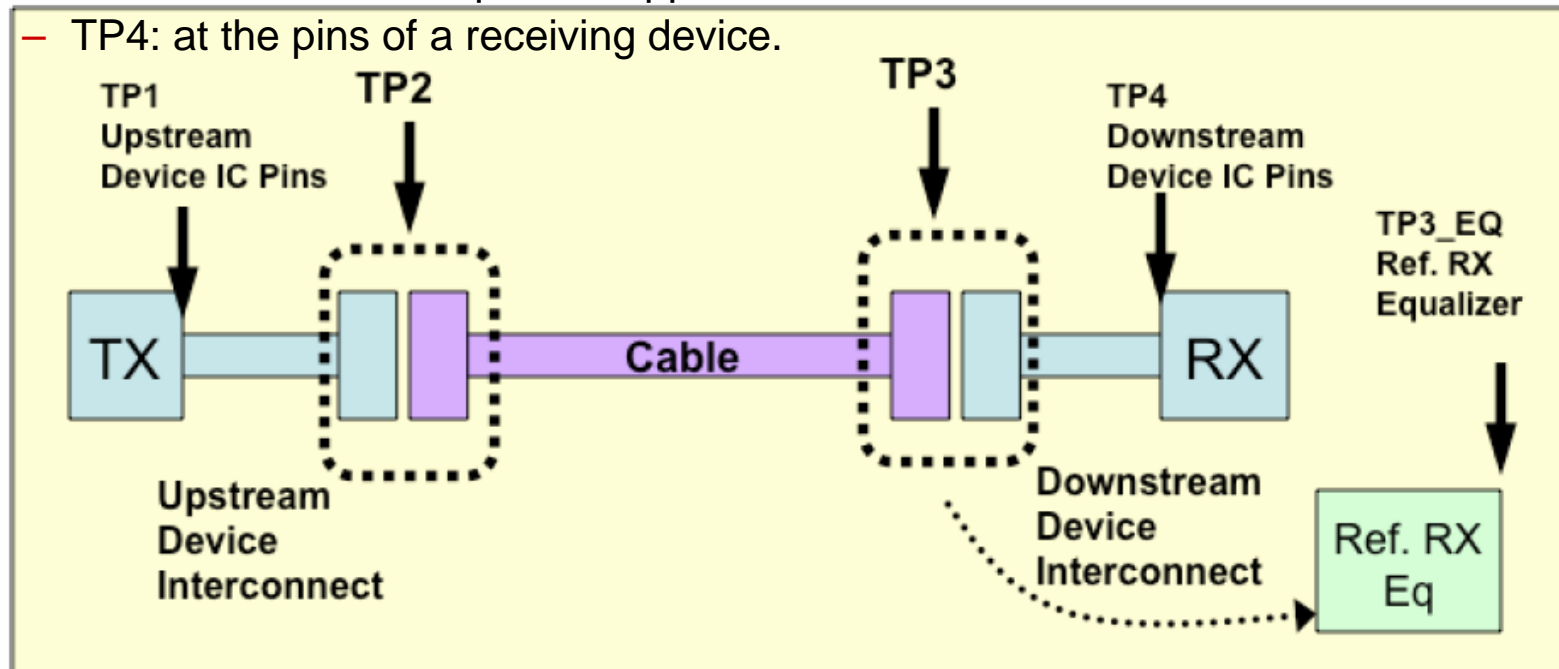 – TP4: at the pins of a receiving device.
TP1
Upstream
Device IC Pins
TP2
TP3
TP4
Downstream
Device IC Pins
TP3_EQ
Ref. RX
Equalizer
TX
Cable
RX
Upstream
Device
Interconnect
Downstream
Device
Interconnect
Ref. RX
Eq